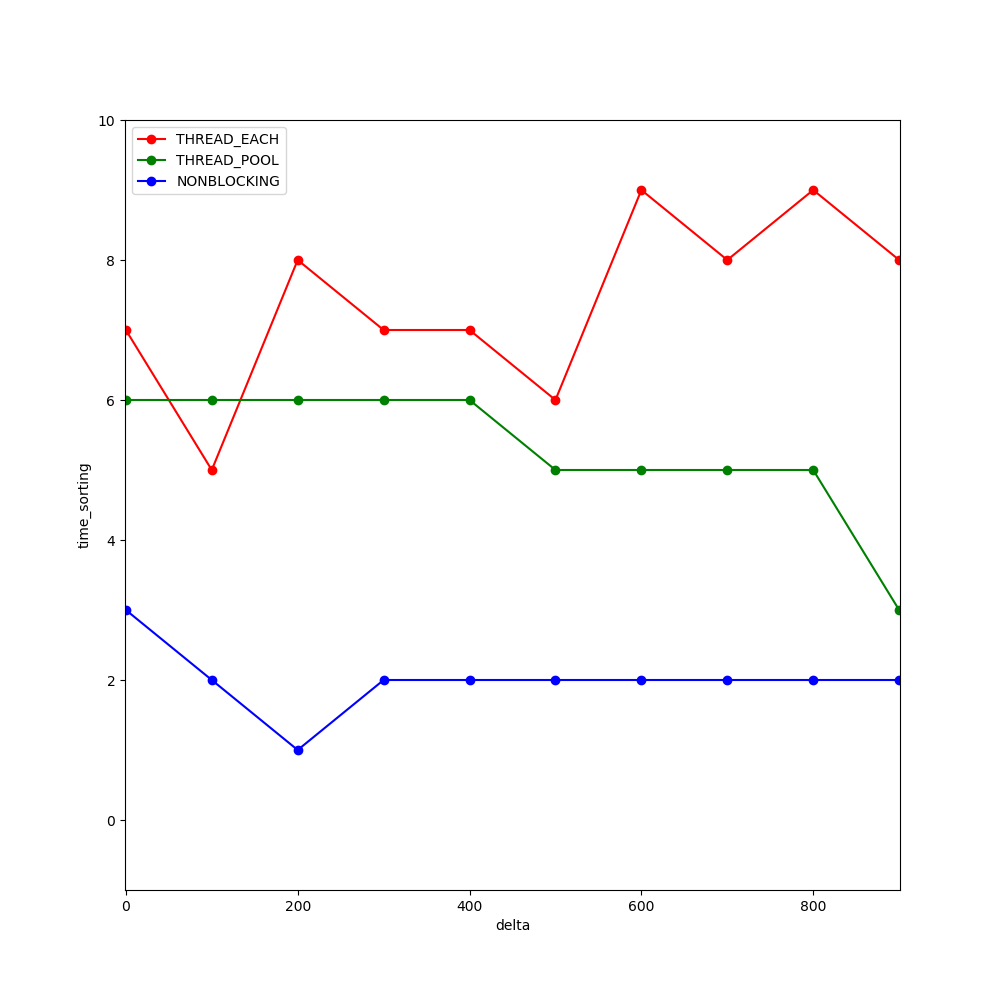 10
8
6
4
2
0
time_sorting
THREAD_EACH
THREAD_POOL
NONBLOCKING
0 200 400 600 800
delta